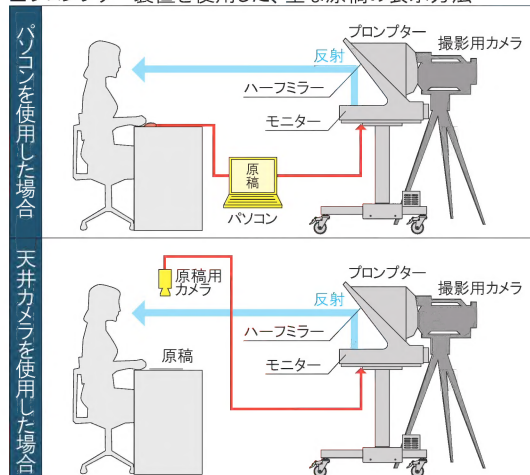 パソコンを使用した場合
プロンプター
撮影用カメラ
反射
ハーフミラー
モニター
原稿
パソコン
天井カメラを使用した場合
原稿用
カメラ
プロンプター
撮影用カメラ
反射
ハーフミラー
原稿
モニター